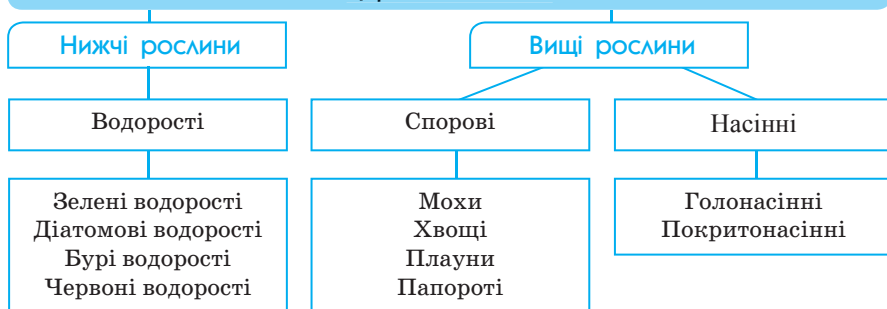 Нижчі рослини
Вищі рослини
Водорості
Спорові
Насінні
Зелені водорості
Діатомові водорості
Бурі водорості
Червоні водорості
Мохи
Хвощі
Плауни
Папороті
Голонасінні
Покритонасінні